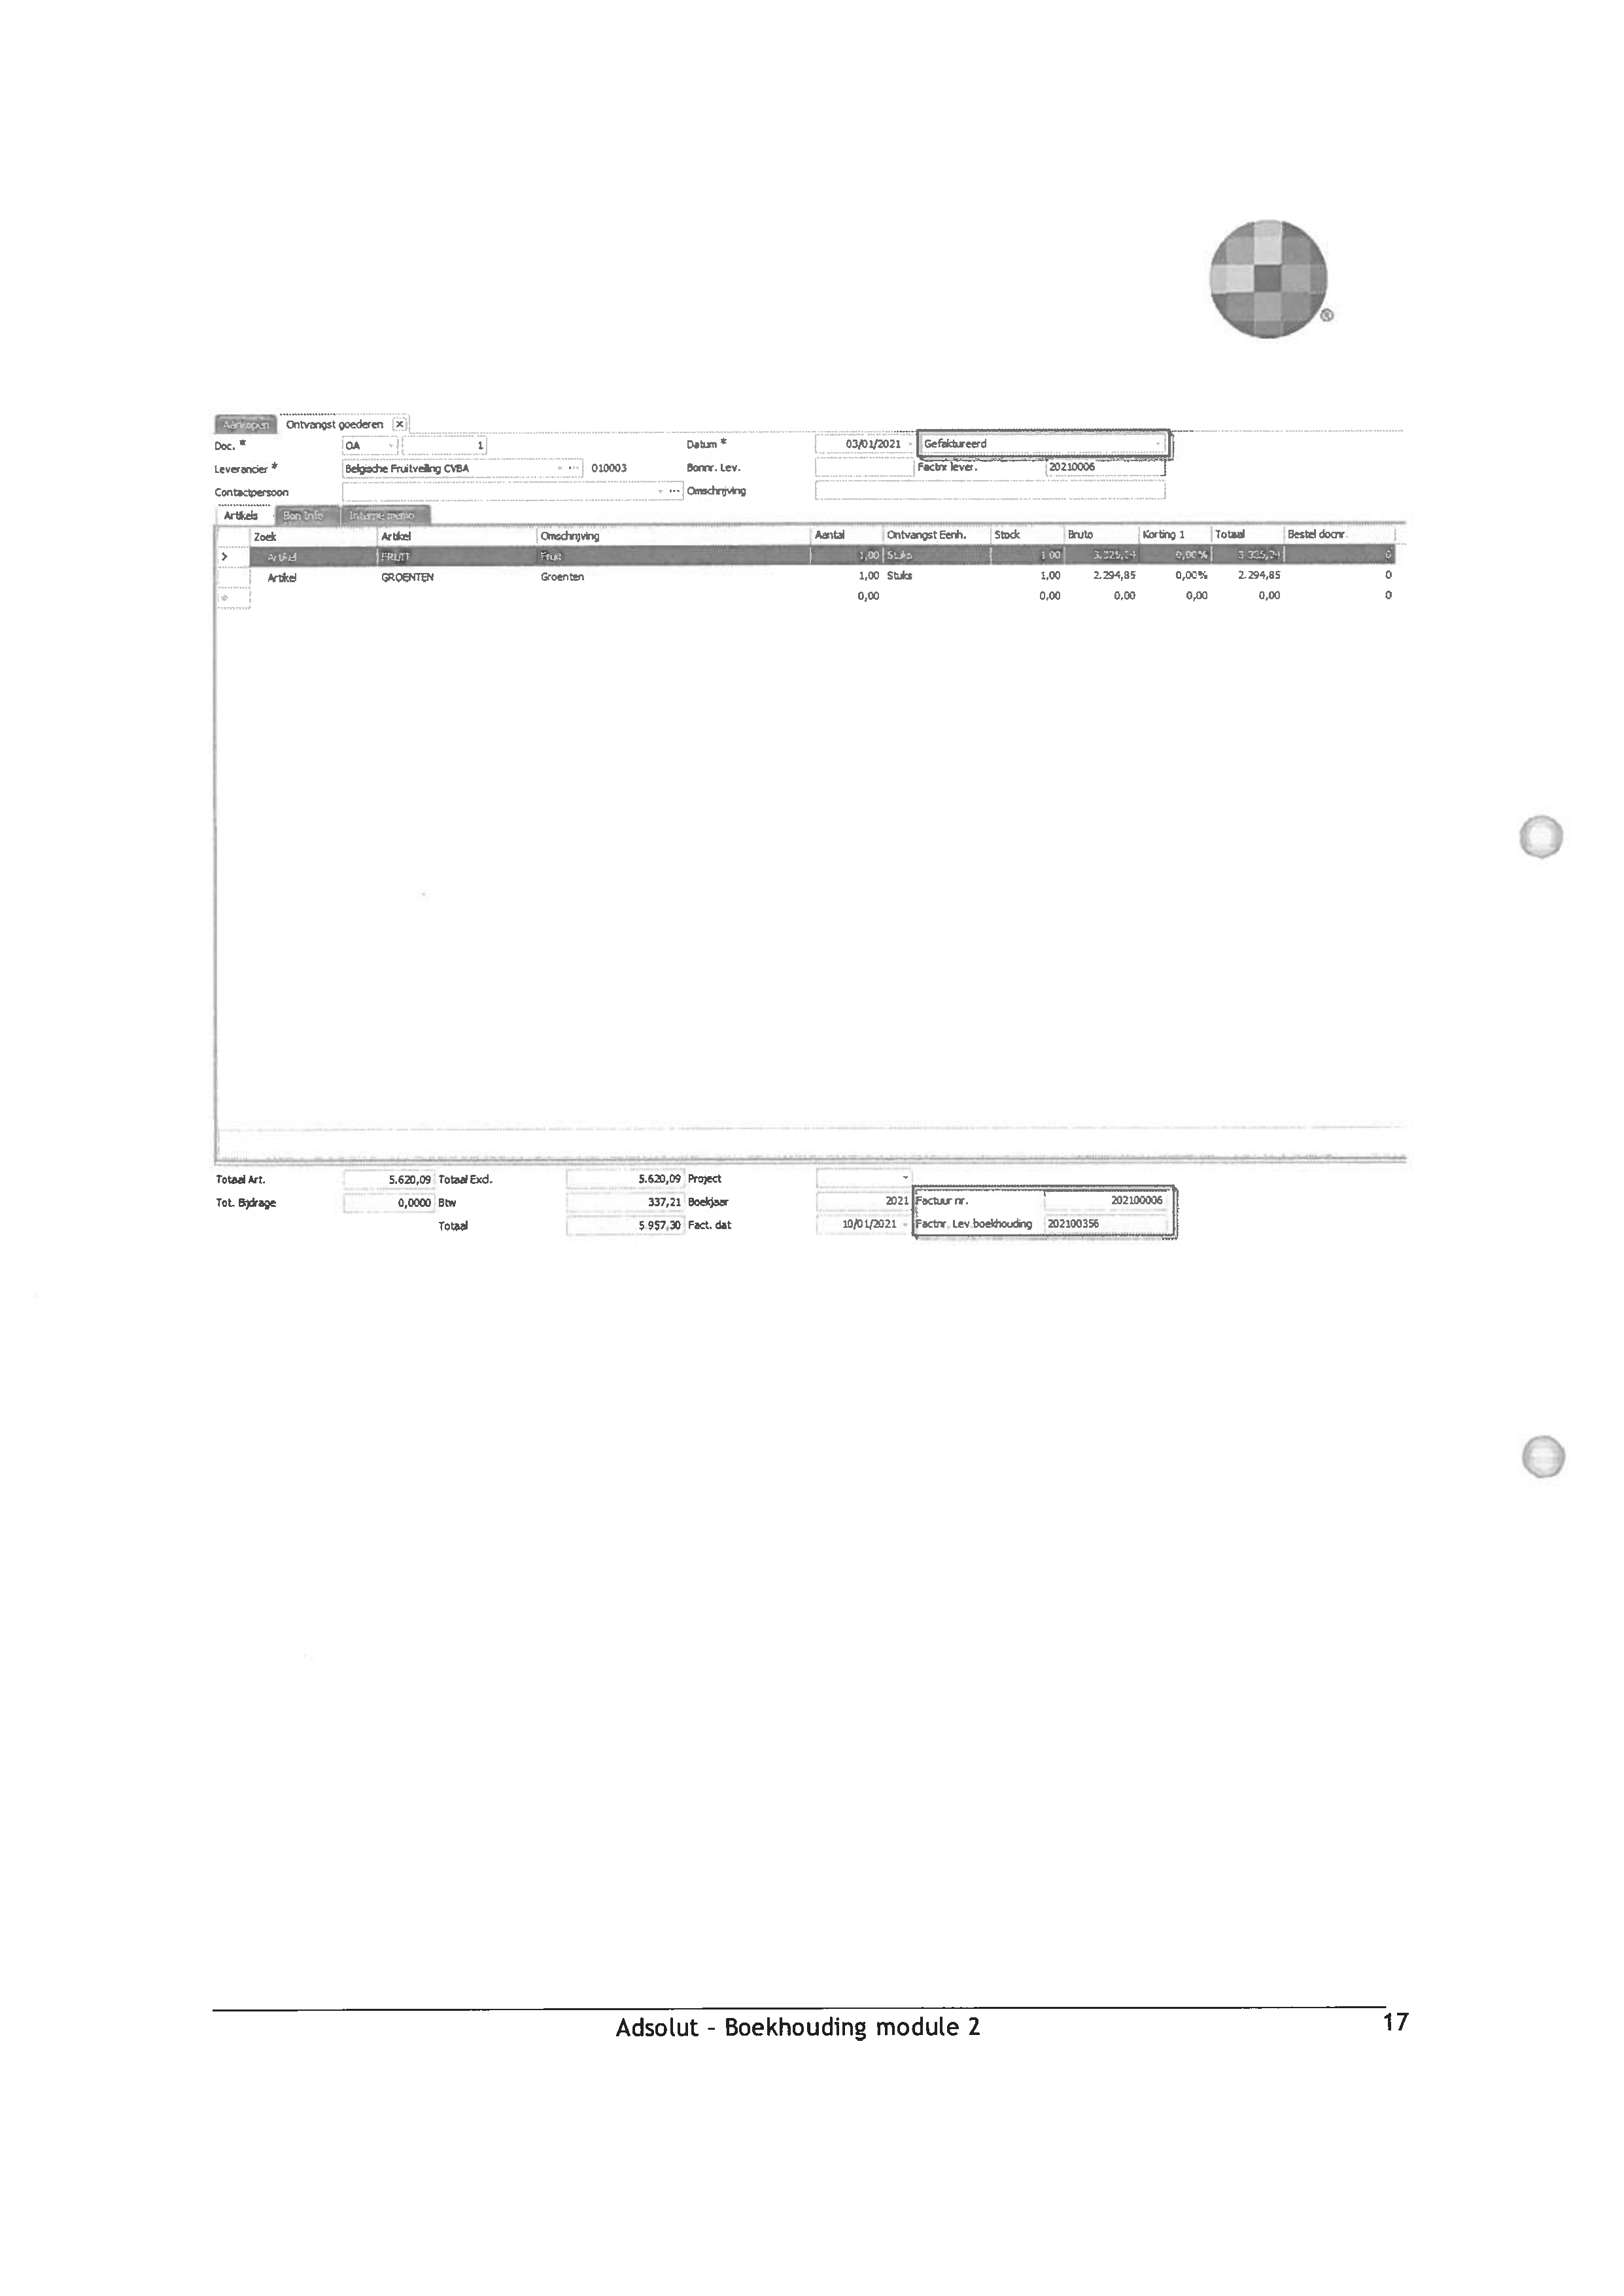 ®
Aankopen Ontvangst goederen x
Doc. * OA 1 Datum * 03/01/2021 Gefaktureerd
Leverancier * Belgische Fruitveiling CVBA ... 010003 Bonnr. Lev. Factnr lever. 20210006
Contactpersoon ... Omschrijving
Artikels Bon Info Interne memo
Zoek Artikel Omschrijving Aantal Ontvangst Eenh. Stock Bruto Korting 1 Totaal Bestel docnr.
> Artikel FRUIT Fruit 1,00 Stuks 1,00 0,00% 0
Artikel GROENTEN Groenten 1,00 Stuks 1,00 2.294,85 0,00% 2.294,85 0
* 0,00 0,00 0,00 0,00 0,00 0
Totaal Art. 5.620,09 Totaal Excl. 5.620,09 Project
Tot. Bijdrage 0,0000 Btw 337,21 Boekjaar 2021 Factuur nr. 202100006
Totaal 5.957,30 Fact. dat 10/01/2021 Factnr. Lev.boekhouding 202100356
Adsolut - Boekhouding module 2 17